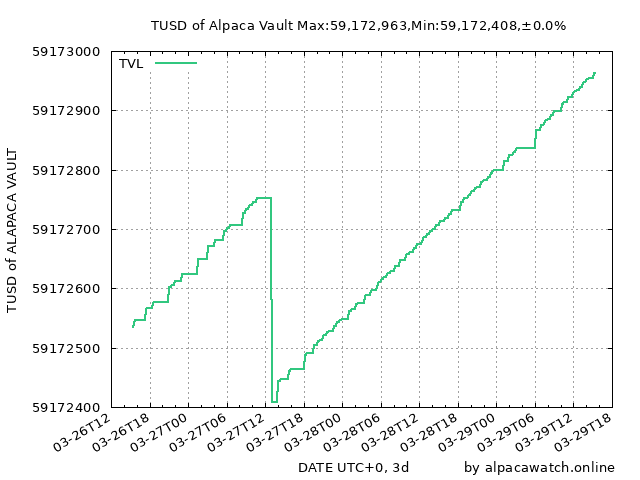 TUSD of Alpaca Vault Max:59,172,963,Min:59,172,408,±0.0%
TVL
TUSD of ALAPACA VAULT
59173000
59172900
59172800
59172700
59172600
59172500
59172400
03-26T12
03-26T18
03-27T00
03-27T06
03-27T12
03-27T18
03-28T00
03-28T06
03-28T12
03-28T18
03-29T00
03-29T06
03-29T12
03-29T18
DATE UTC+0, 3d
by alpacawatch.online